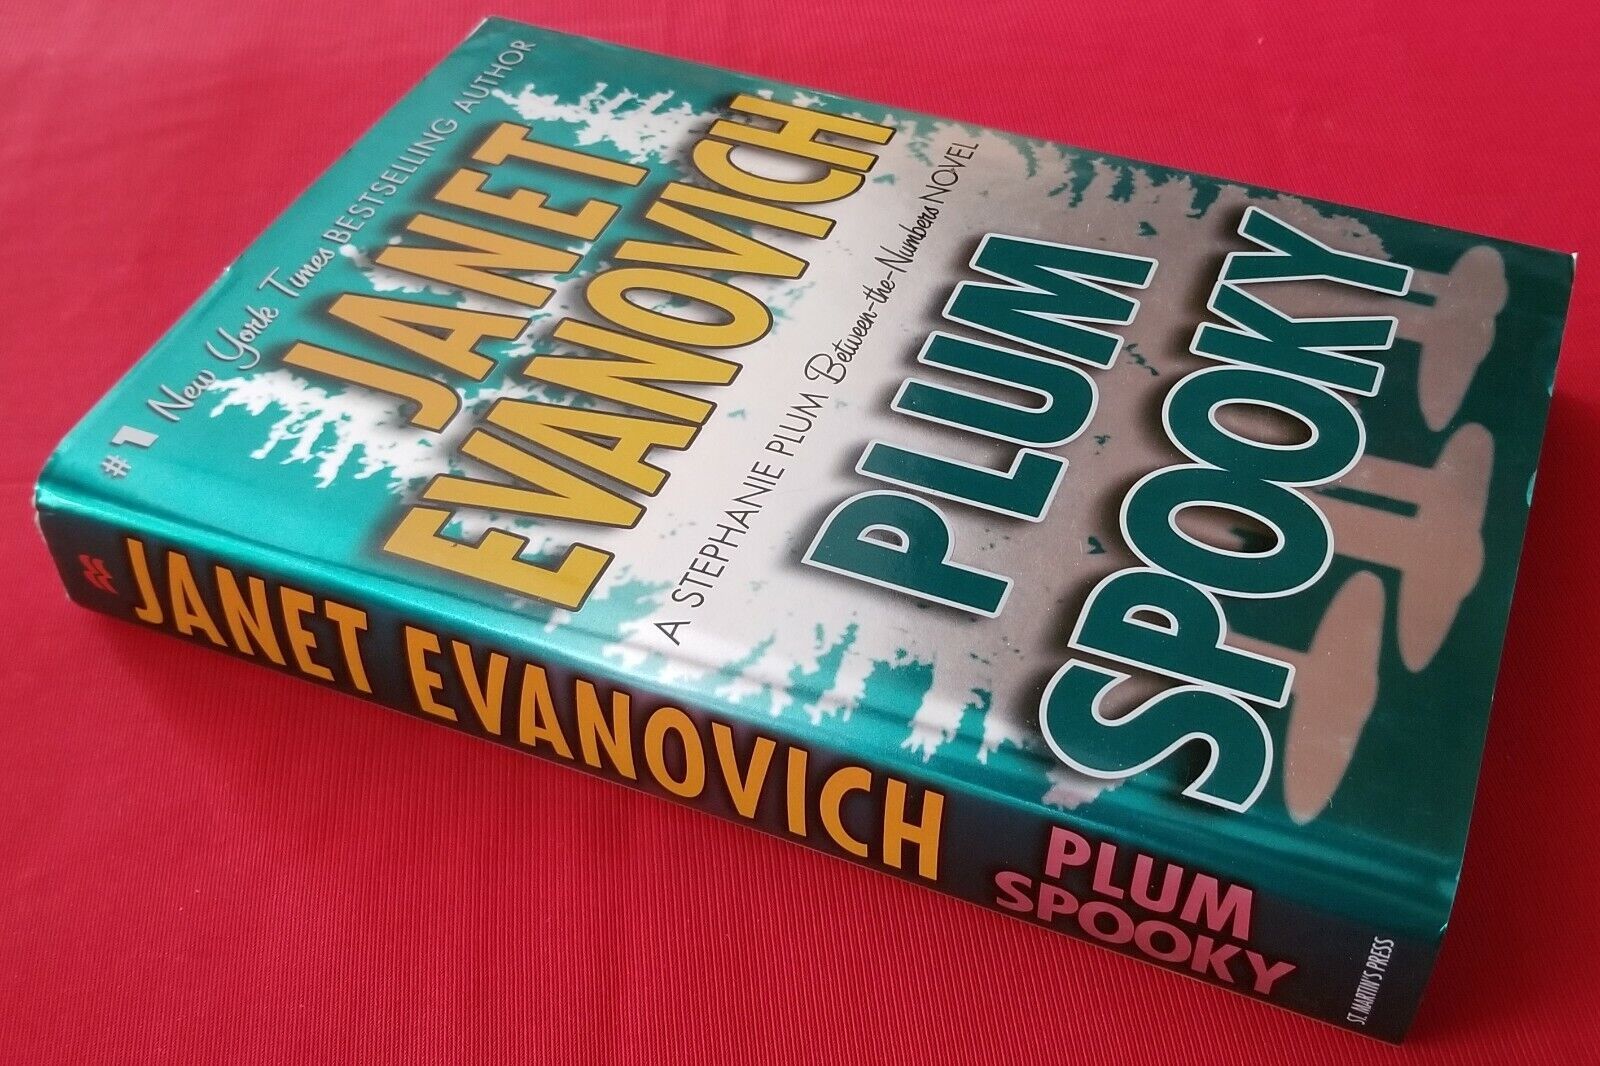 #1 New York Times BESTSELLING AUTHOR
JANET
EVANOVICH
A STEPHANIE PLUM Between-the-Numbers NOVEL
PLUM
SPOOKY
JANET EVANOVICH
PLUM
SPOOKY
ST. MARTIN'S PRESS